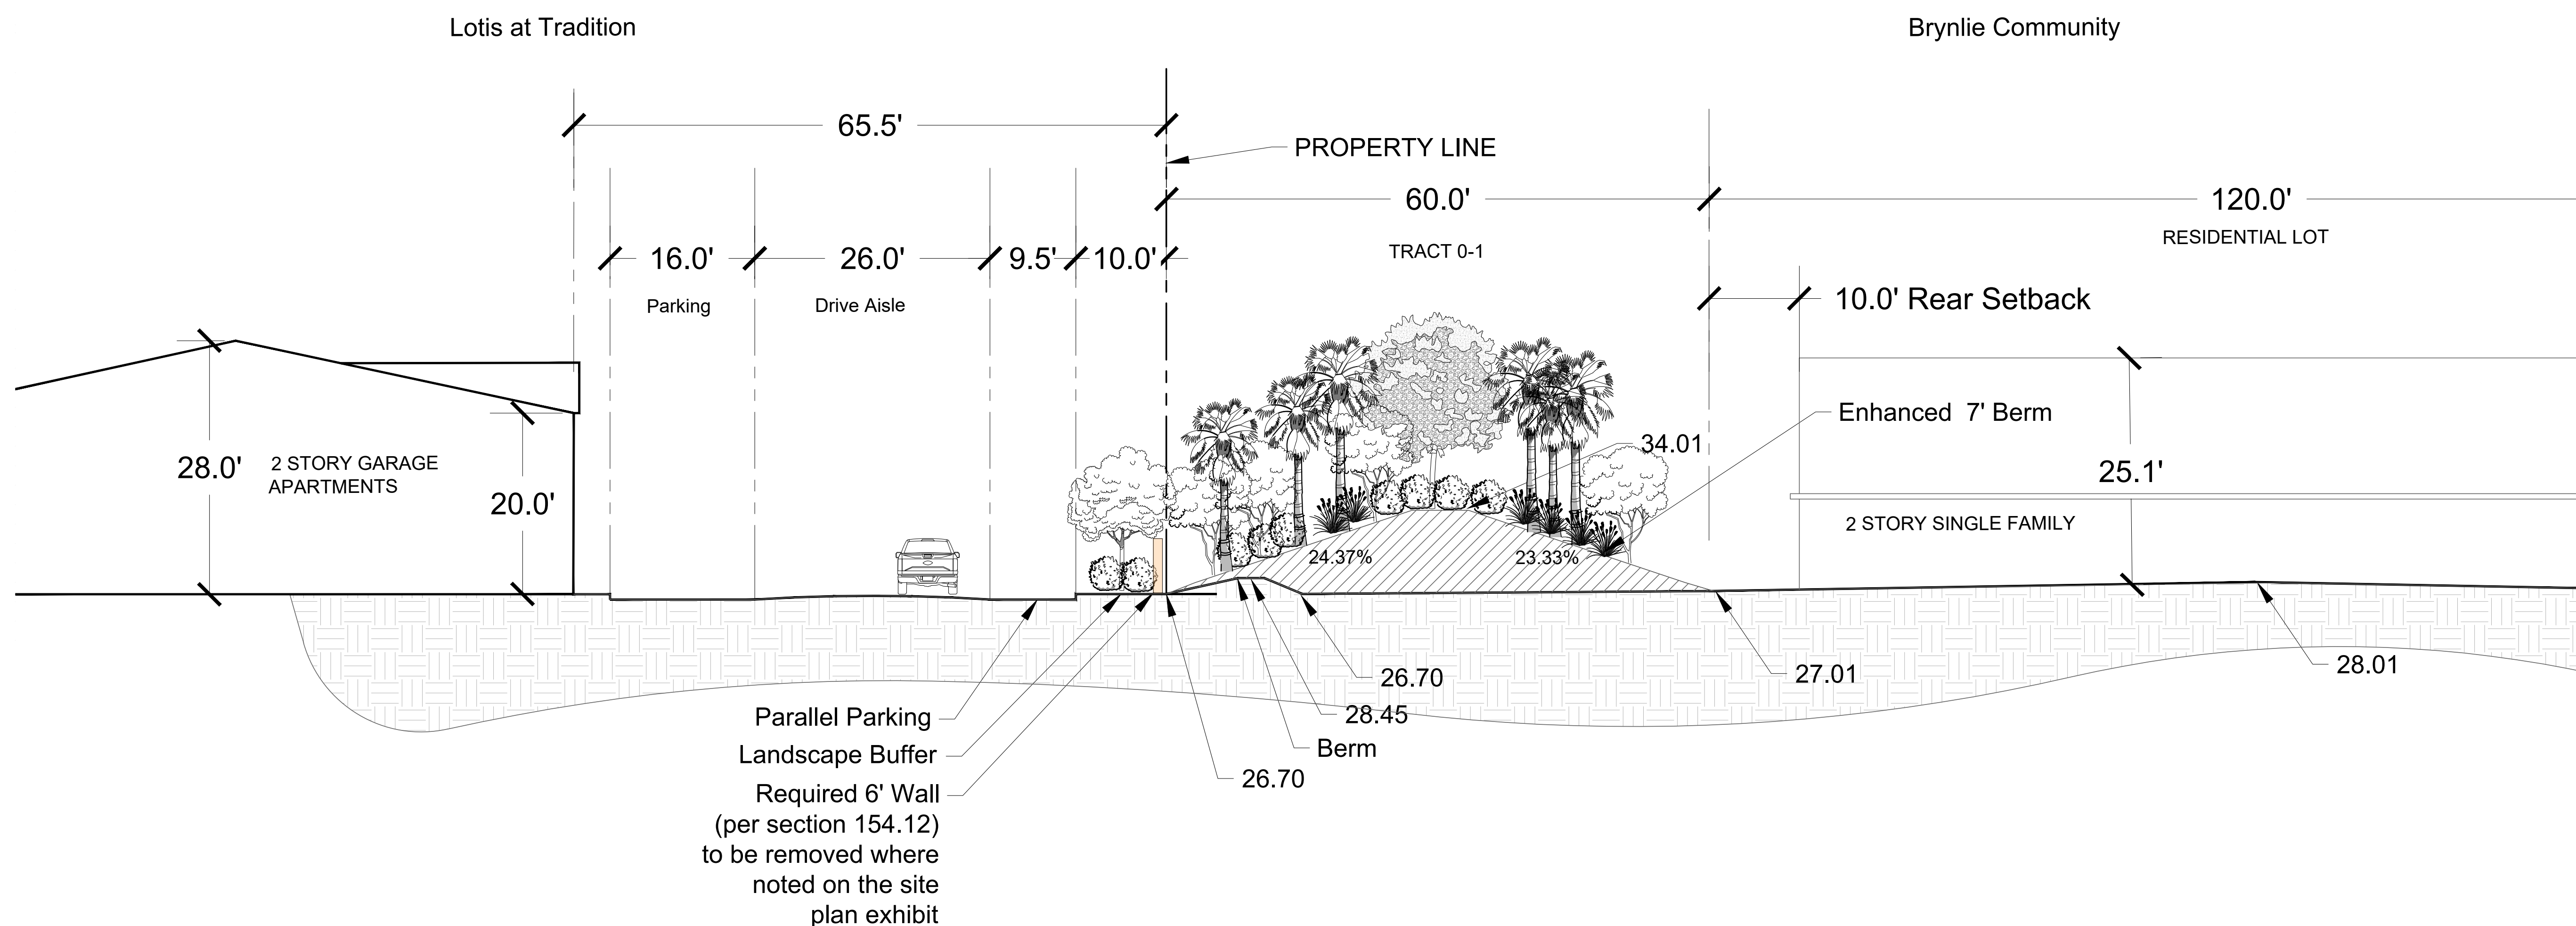 Lotis at Tradition
Brynlie Community
65.5'
PROPERTY LINE
60.0'
120.0'
TRACT 0-1
RESIDENTIAL LOT
16.0'
26.0'
9.5'
10.0'
Parking
Drive Aisle
10.0' Rear Setback
Enhanced  7' Berm
34.01
28.0'
2 STORY GARAGE
APARTMENTS
20.0'
25.1'
2 STORY SINGLE FAMILY
24.37%
23.33%
26.70
27.01
28.01
Parallel Parking
28.45
Landscape Buffer
Berm
26.70
Required 6' Wall
(per section 154.12)
to be removed where
noted on the site
plan exhibit